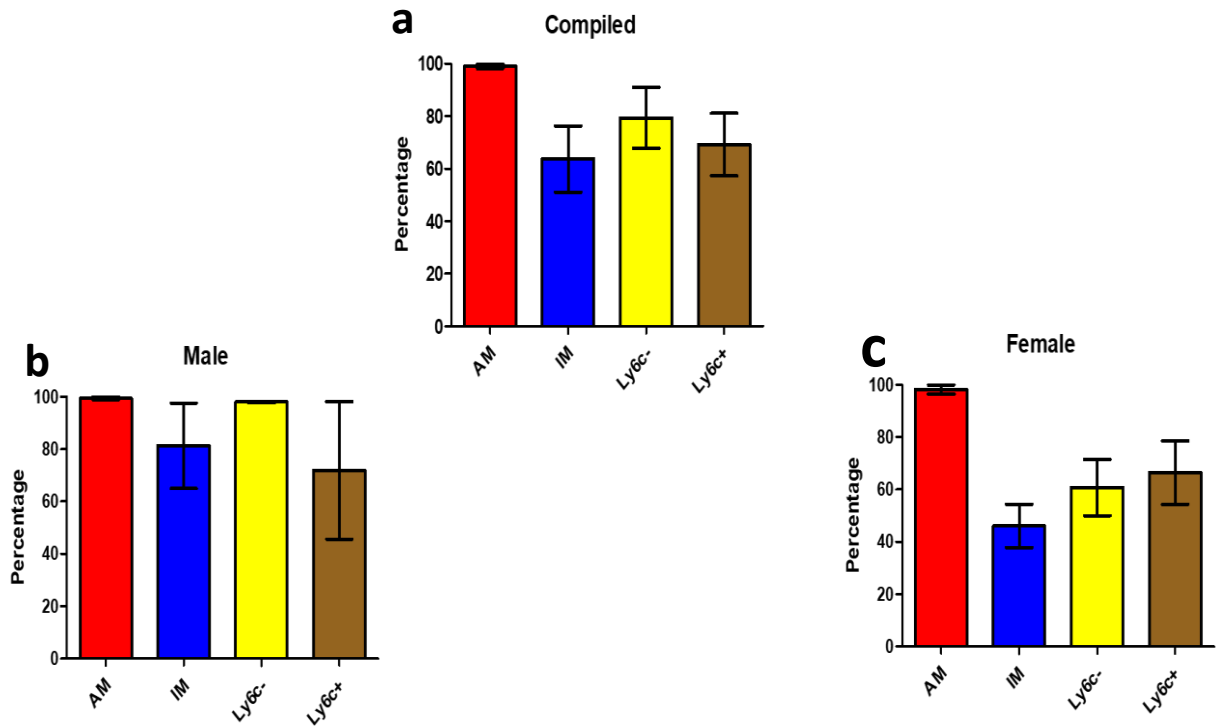 a
Compiled
Percentage
100
80
60
40
20
0
AM
IM
Ly6c-
Ly6c+
b
Male
Percentage
100
80
60
40
20
0
AM
IM
Ly6c-
Ly6c+
c
Female
Percentage
100
80
60
40
20
0
AM
IM
Ly6c-
Ly6c+